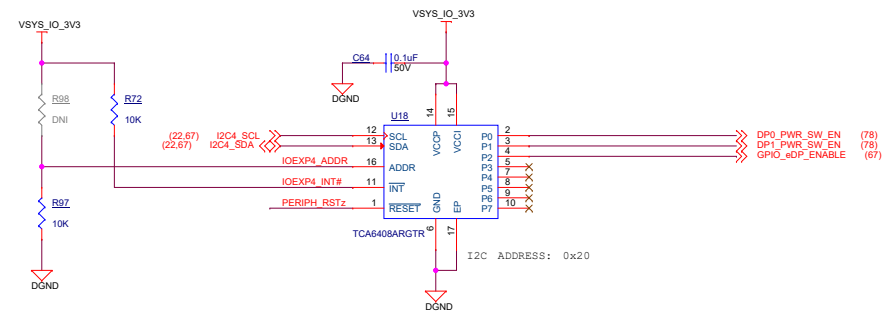 VSYS_IO_3V3
VSYS_IO_3V3
C64
0.1uF
50V
DGND
R98
DNI
R72
10K
U18
14
15
VCCP
VCCI
(22,67) I2C4_SCL 12 SCL
(22,67) I2C4_SDA 13 SDA
IOEXP4_ADDR 16 ADDR
IOEXP4_INT# 11 INT
PERIPH_RSTz 1 RESET
P0 2 DP0_PWR_SW_EN (78)
P1 3 DP1_PWR_SW_EN (78)
P2 4 GPIO_eDP_ENABLE (67)
P3 5
P4 7
P5 8
P6 9
P7 10
GND
EP
6
17
TCA6408ARGTR
R97
10K
I2C ADDRESS: 0x20
DGND
DGND